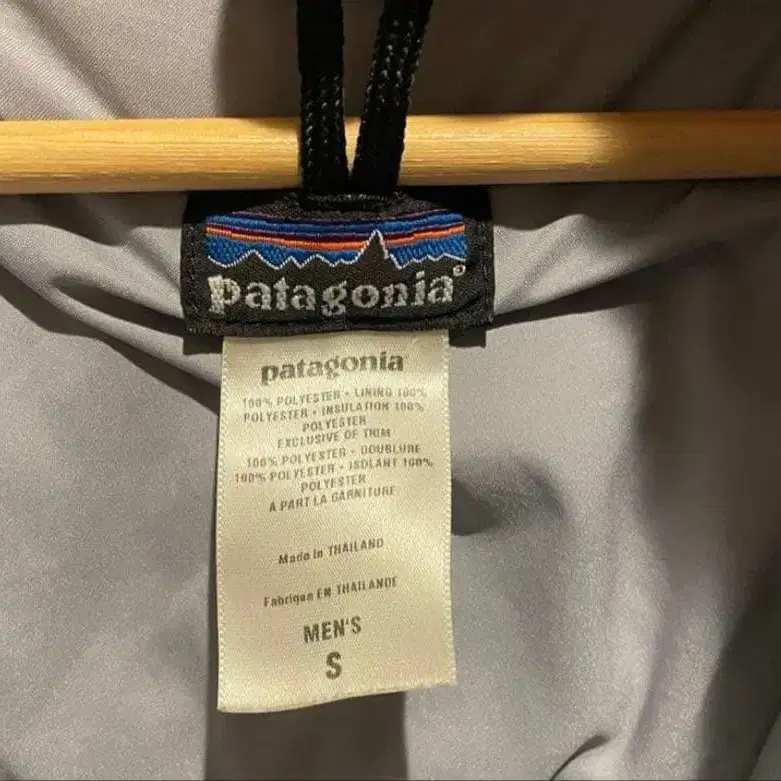 patagonia®
patagonia
100% POLYESTER • LINING 100%
POLYESTER • INSULATION 100%
POLYESTER
EXCLUSIVE OF TRIM
100% POLYESTER • DOUBLURE
100% POLYESTER • ISOLANT 100%
POLYESTER
A PART LA GARNITURE
Made in THAILAND
Fabrique EN THAILANDE
MEN'S
S